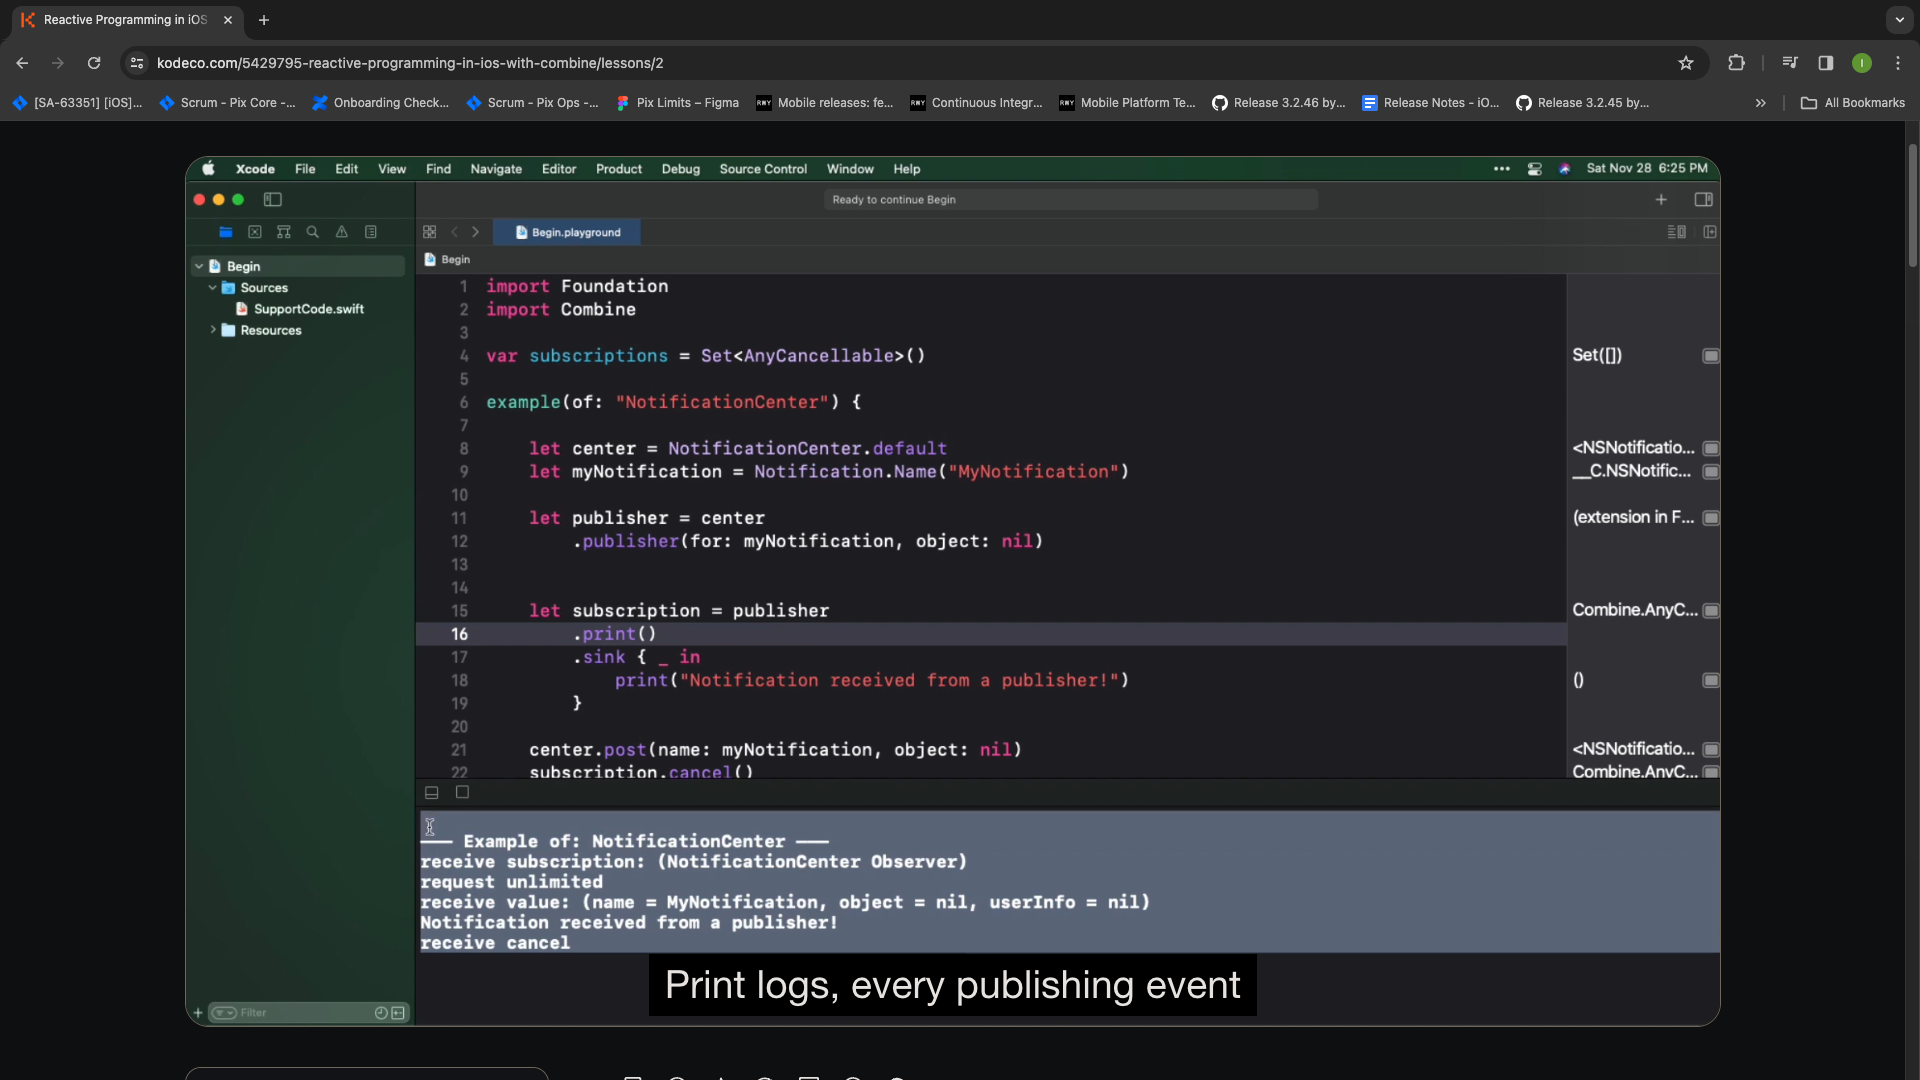 Reactive Programming in iOS
kodeco.com/5429795-reactive-programming-in-ios-with-combine/lessons/2
I
[SA-63351] [iOS]...
Scrum - Pix Core -...
Onboarding Check...
Scrum - Pix Ops -...
Pix Limits – Figma
RWY
Mobile releases: fe...
RWY
Continuous Integr...
RWY
Mobile Platform Te...
Release 3.2.46 by...
Release Notes - iO...
Release 3.2.45 by...
All Bookmarks
Xcode File Edit View Find Navigate Editor Product Debug Source Control Window Help
Sat Nov 28 6:25 PM
Ready to continue Begin
Begin.playground
Begin
Begin
Sources
SupportCode.swift
Resources
1 import Foundation
2 import Combine
3
4 var subscriptions = Set<AnyCancellable>()
Set([])
5
6 example(of: "NotificationCenter") {
7
8 let center = NotificationCenter.default
<NSNotificatio...
9 let myNotification = Notification.Name("MyNotification")
__C.NSNotific...
10
11 let publisher = center
(extension in F...
12 .publisher(for: myNotification, object: nil)
13
14
15 let subscription = publisher
Combine.AnyC...
16 .print()
17 .sink { _ in
18 print("Notification received from a publisher!")
()
19 }
20
21 center.post(name: myNotification, object: nil)
<NSNotificatio...
22 subscription.cancel()
Combine.AnyC...
——— Example of: NotificationCenter ———
receive subscription: (NotificationCenter Observer)
request unlimited
receive value: (name = MyNotification, object = nil, userInfo = nil)
Notification received from a publisher!
receive cancel
Print logs, every publishing event
Filter